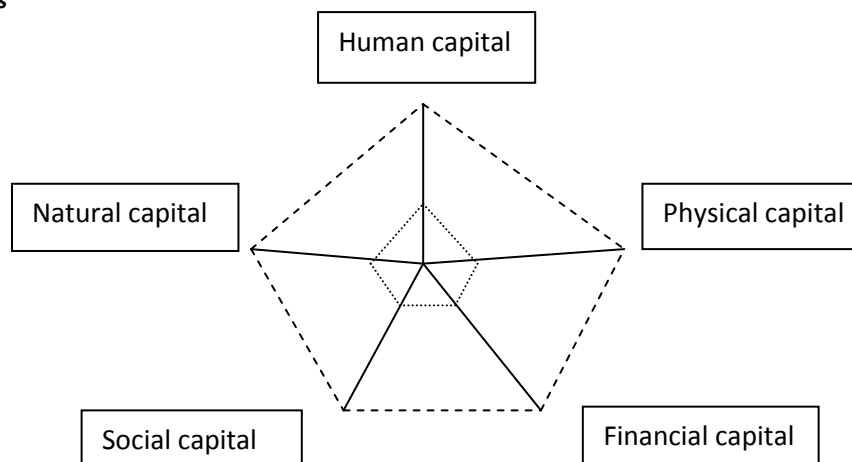 s
Human capital
Natural capital
Physical capital
Social capital
Financial capital